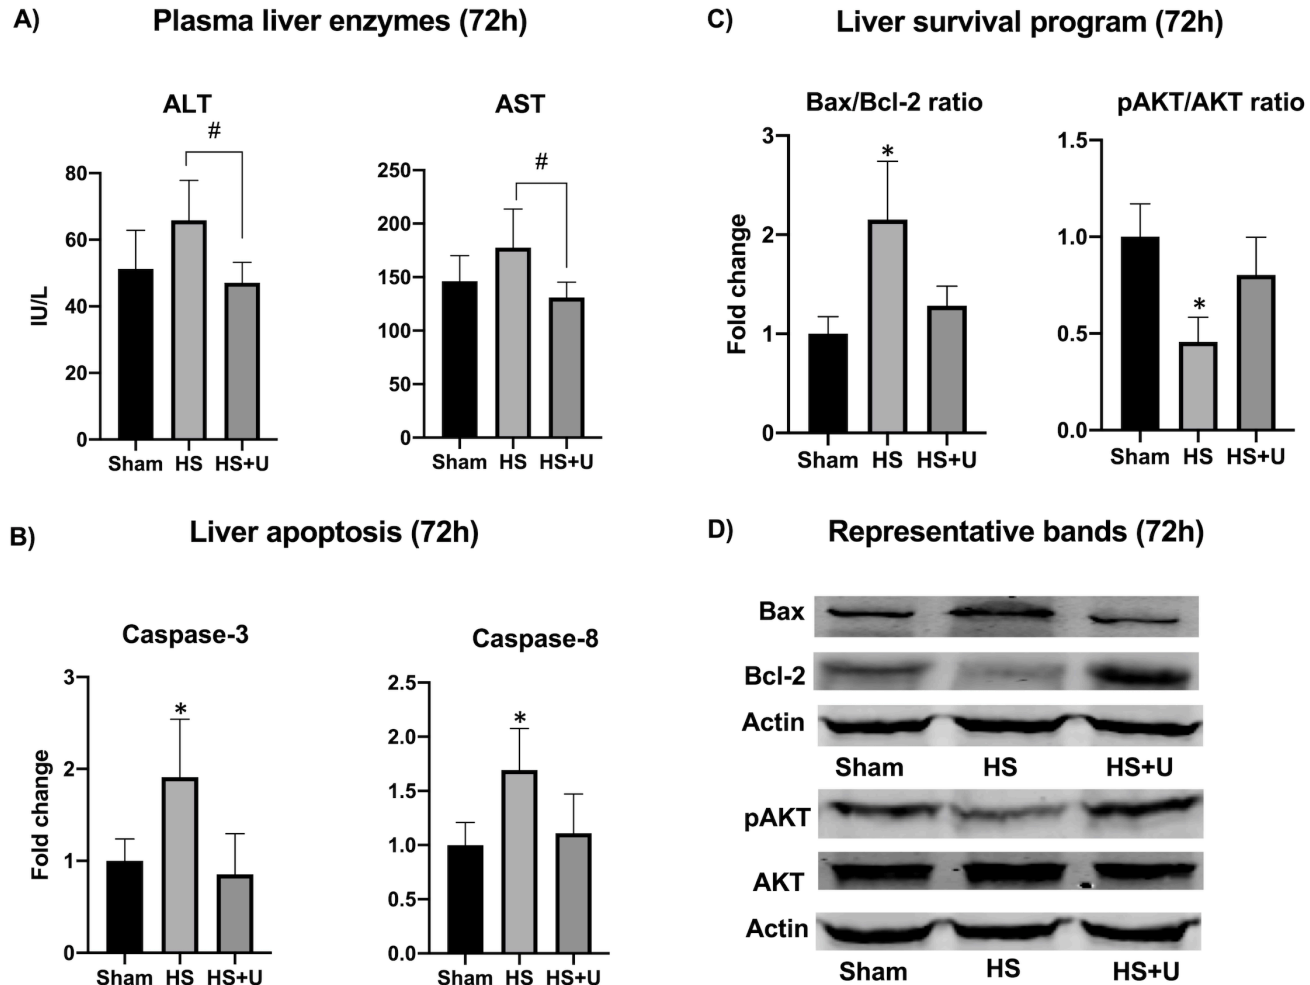 A) Plasma liver enzymes (72h)
ALT
#
80
60
40
20
0
IU/L
Sham HS HS+U
AST
#
250
200
150
100
50
0
Sham HS HS+U
B) Liver apoptosis (72h)
Caspase-3
*
3
2
1
0
Fold change
Sham HS HS+U
Caspase-8
*
2.5
2.0
1.5
1.0
0.5
0.0
Sham HS HS+U
C) Liver survival program (72h)
Bax/Bcl-2 ratio
*
3
2
1
0
Fold change
Sham HS HS+U
pAKT/AKT ratio
1.5
1.0
0.5
0.0
*
Sham HS HS+U
D) Representative bands (72h)
Bax
Bcl-2
Actin
Sham HS HS+U
pAKT
AKT
Actin
Sham HS HS+U